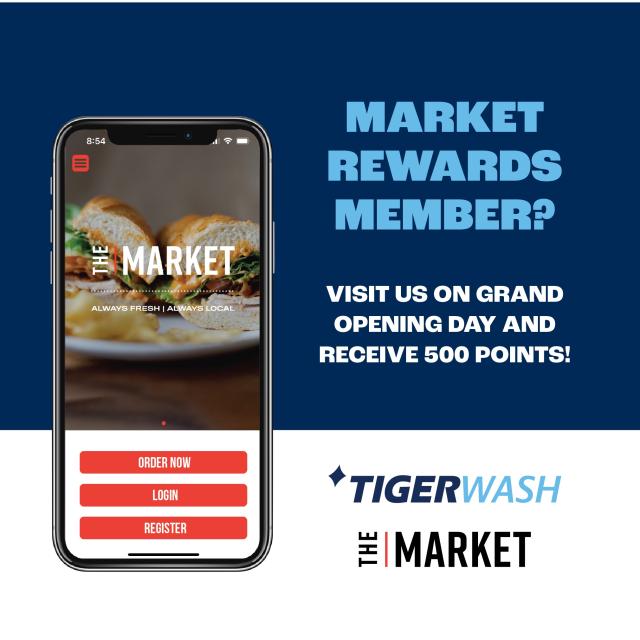 MARKET
REWARDS
MEMBER?
VISIT US ON GRAND
OPENING DAY AND
RECEIVE 500 POINTS!
8:54
THE MARKET
ALWAYS FRESH | ALWAYS LOCAL
ORDER NOW
LOGIN
REGISTER
TIGERWASH
THE MARKET